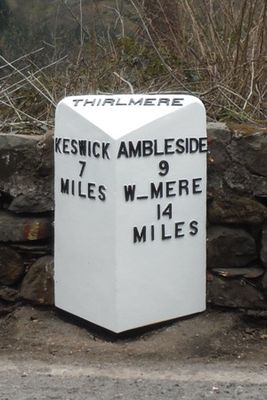 THIRLMERE
KESWICK
7
MILES
AMBLESIDE
9
W_MERE
14
MILES